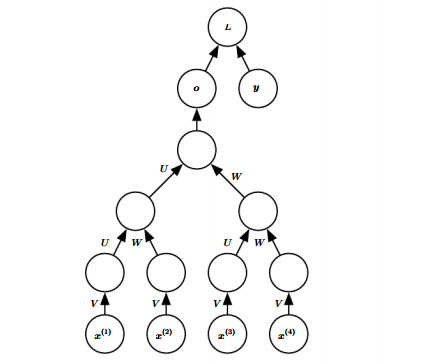 L
o y
U W
U W U W
V V V V
x^{(1)} x^{(2)} x^{(3)} x^{(4)}